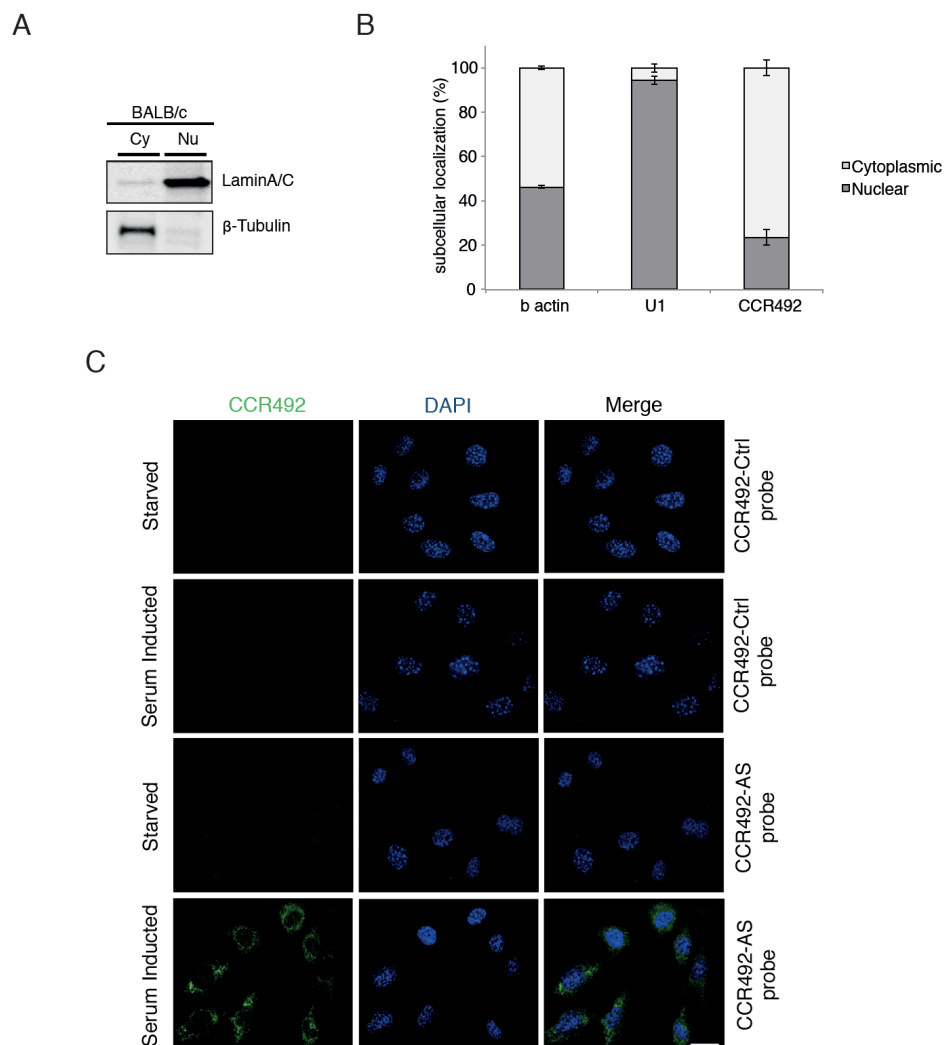 A
BALB/c
Cy Nu
LaminA/C
β-Tubulin
B
subcellular localization (%)
100
80
60
40
20
0
b actin U1 CCR492
Cytoplasmic
Nuclear
C
CCR492 DAPI Merge
Starved
CCR492-Ctrl
probe
Serum Inducted
CCR492-Ctrl
probe
Starved
CCR492-AS
probe
Serum Inducted
CCR492-AS
probe